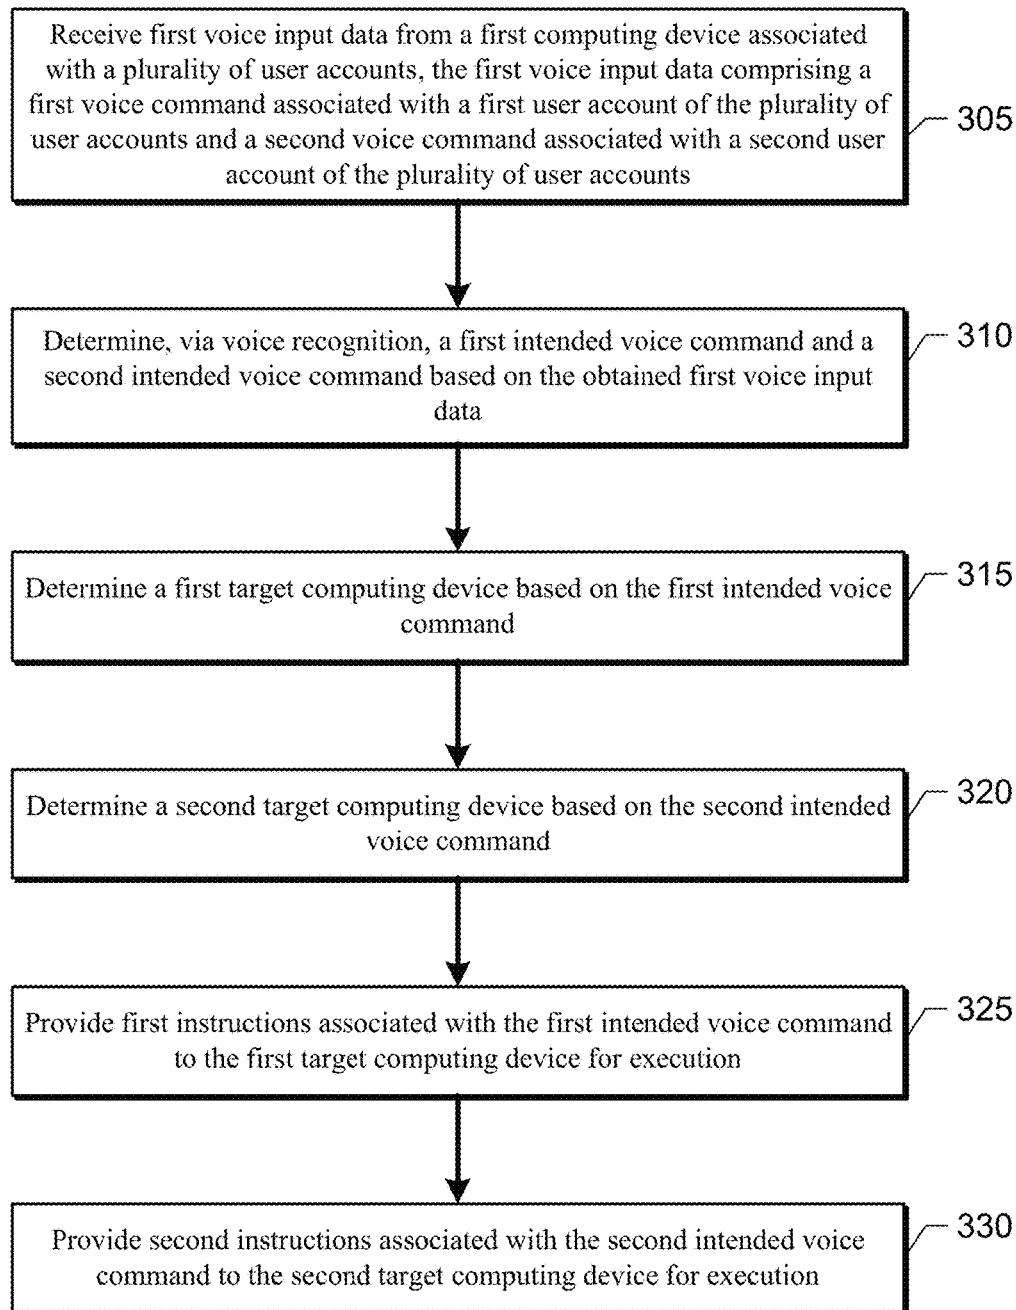 Receive first voice input data from a first computing device associated
with a plurality of user accounts, the first voice input data comprising a
first voice command associated with a first user account of the plurality of
user accounts and a second voice command associated with a second user
account of the plurality of user accounts
305
Determine, via voice recognition, a first intended voice command and a
second intended voice command based on the obtained first voice input
data
310
Determine a first target computing device based on the first intended voice
command
315
Determine a second target computing device based on the second intended
voice command
320
Provide first instructions associated with the first intended voice command
to the first target computing device for execution
325
Provide second instructions associated with the second intended voice
command to the second target computing device for execution
330